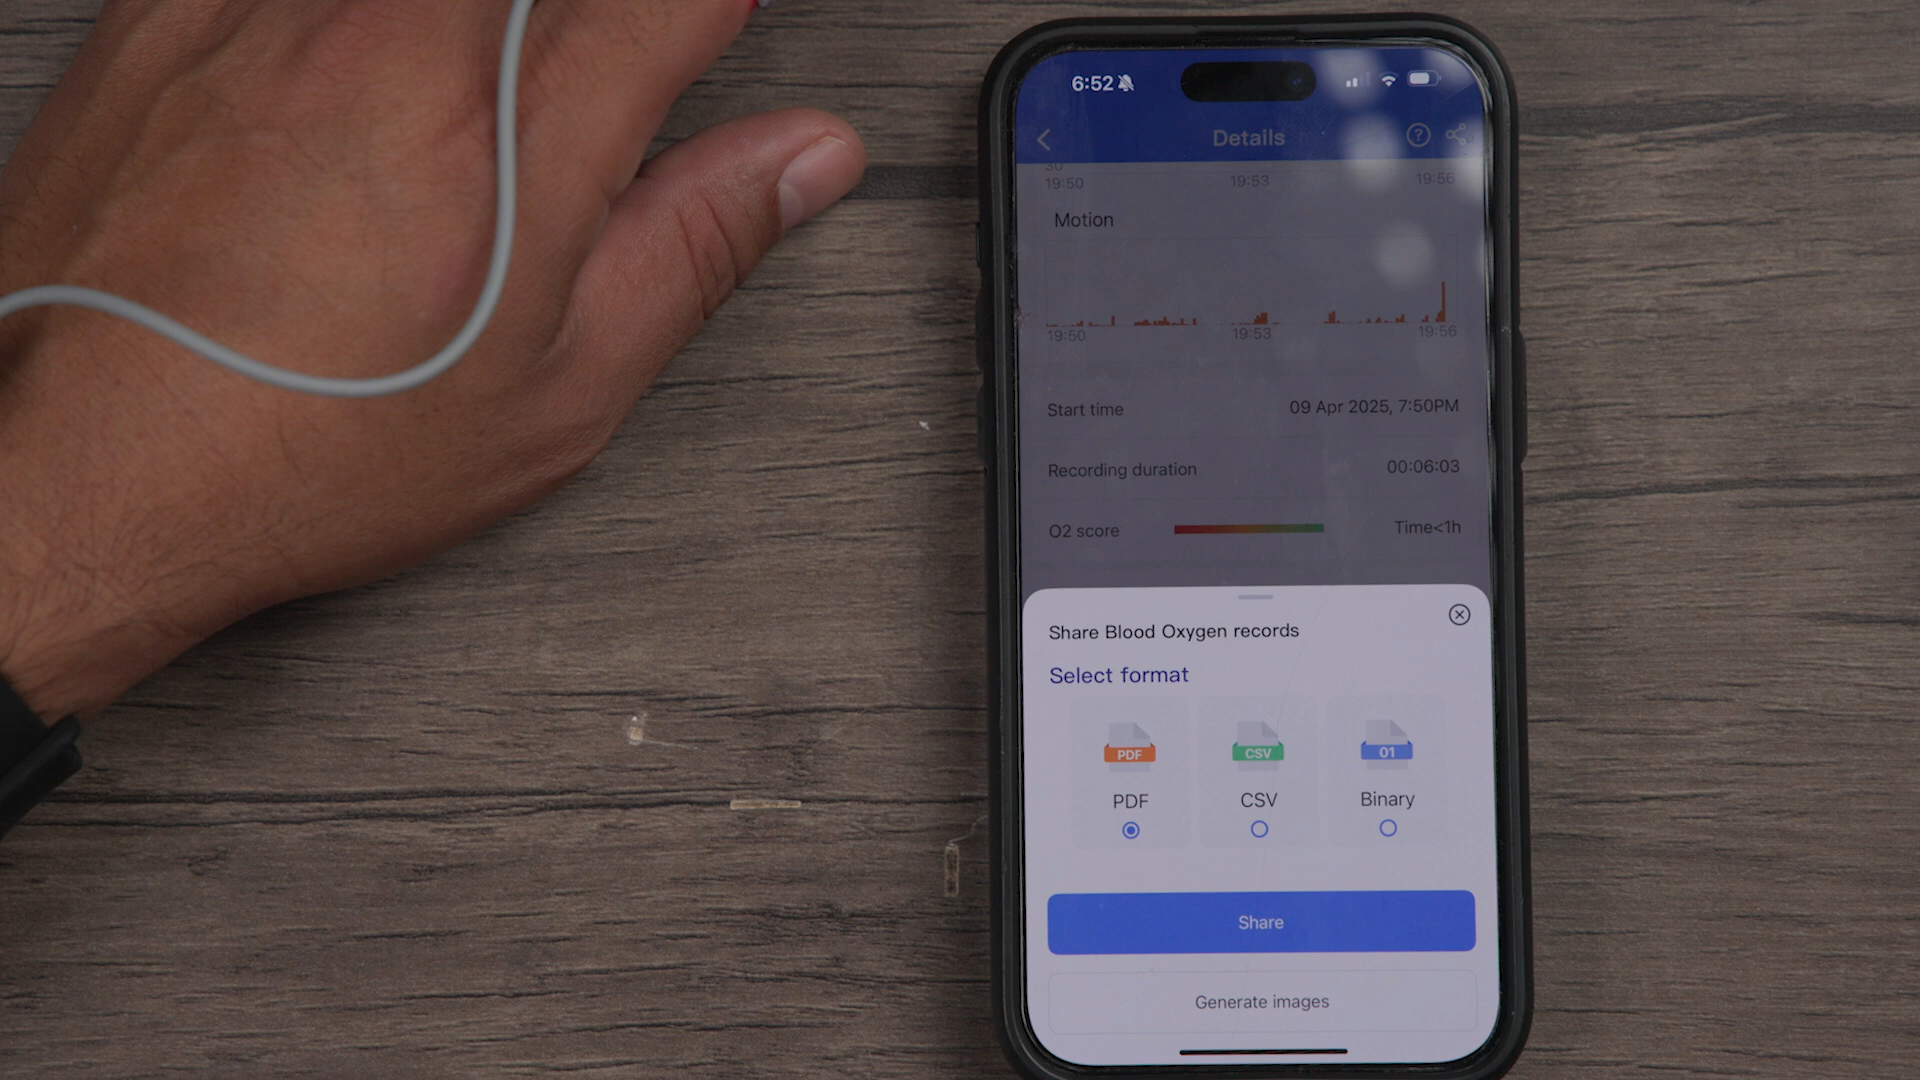 6:52
Details
30
19:50 19:53 19:56
Motion
19:50 19:53 19:56
Start time 09 Apr 2025, 7:50PM
Recording duration 00:06:03
O2 score Time<1h
Share Blood Oxygen records
Select format
PDF CSV 01
PDF CSV Binary
Share
Generate images